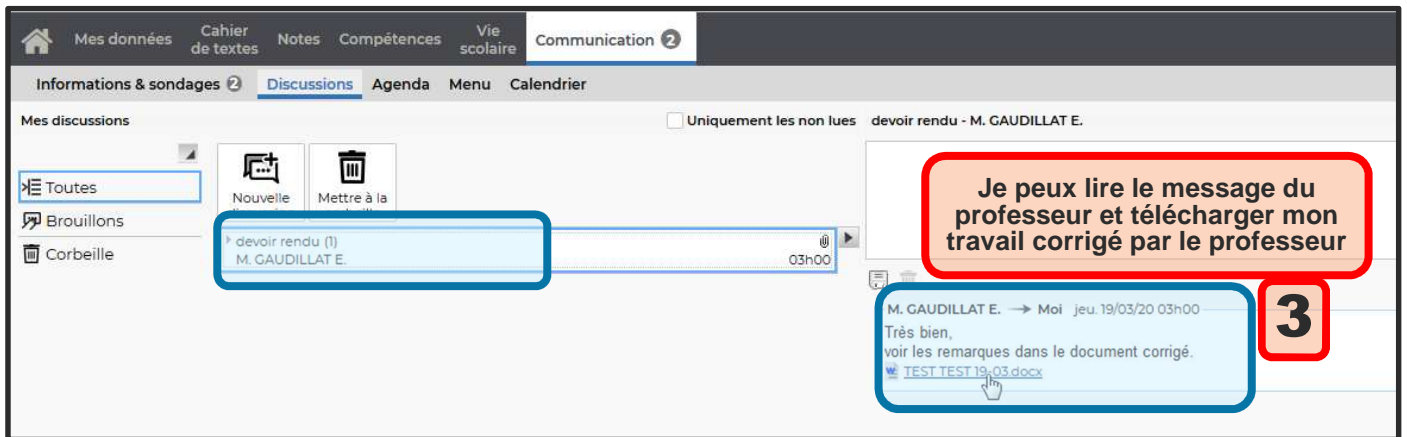 Mes données
Cahier
de textes
Notes
Compétences
Vie
scolaire
Communication 2
Informations & sondages 2
Discussions
Agenda
Menu
Calendrier
Mes discussions
Uniquement les non lues
devoir rendu - M. GAUDILLAT E.
Toutes
Brouillons
Corbeille
Nouvelle
Mettre à la
devoir rendu (1)
M. GAUDILLAT E.
03h00
Je peux lire le message du
professeur et télécharger mon
travail corrigé par le professeur
3
M. GAUDILLAT E. → Moi jeu. 19/03/20 03h00
Très bien,
voir les remarques dans le document corrigé.
TEST TEST 19-03.docx